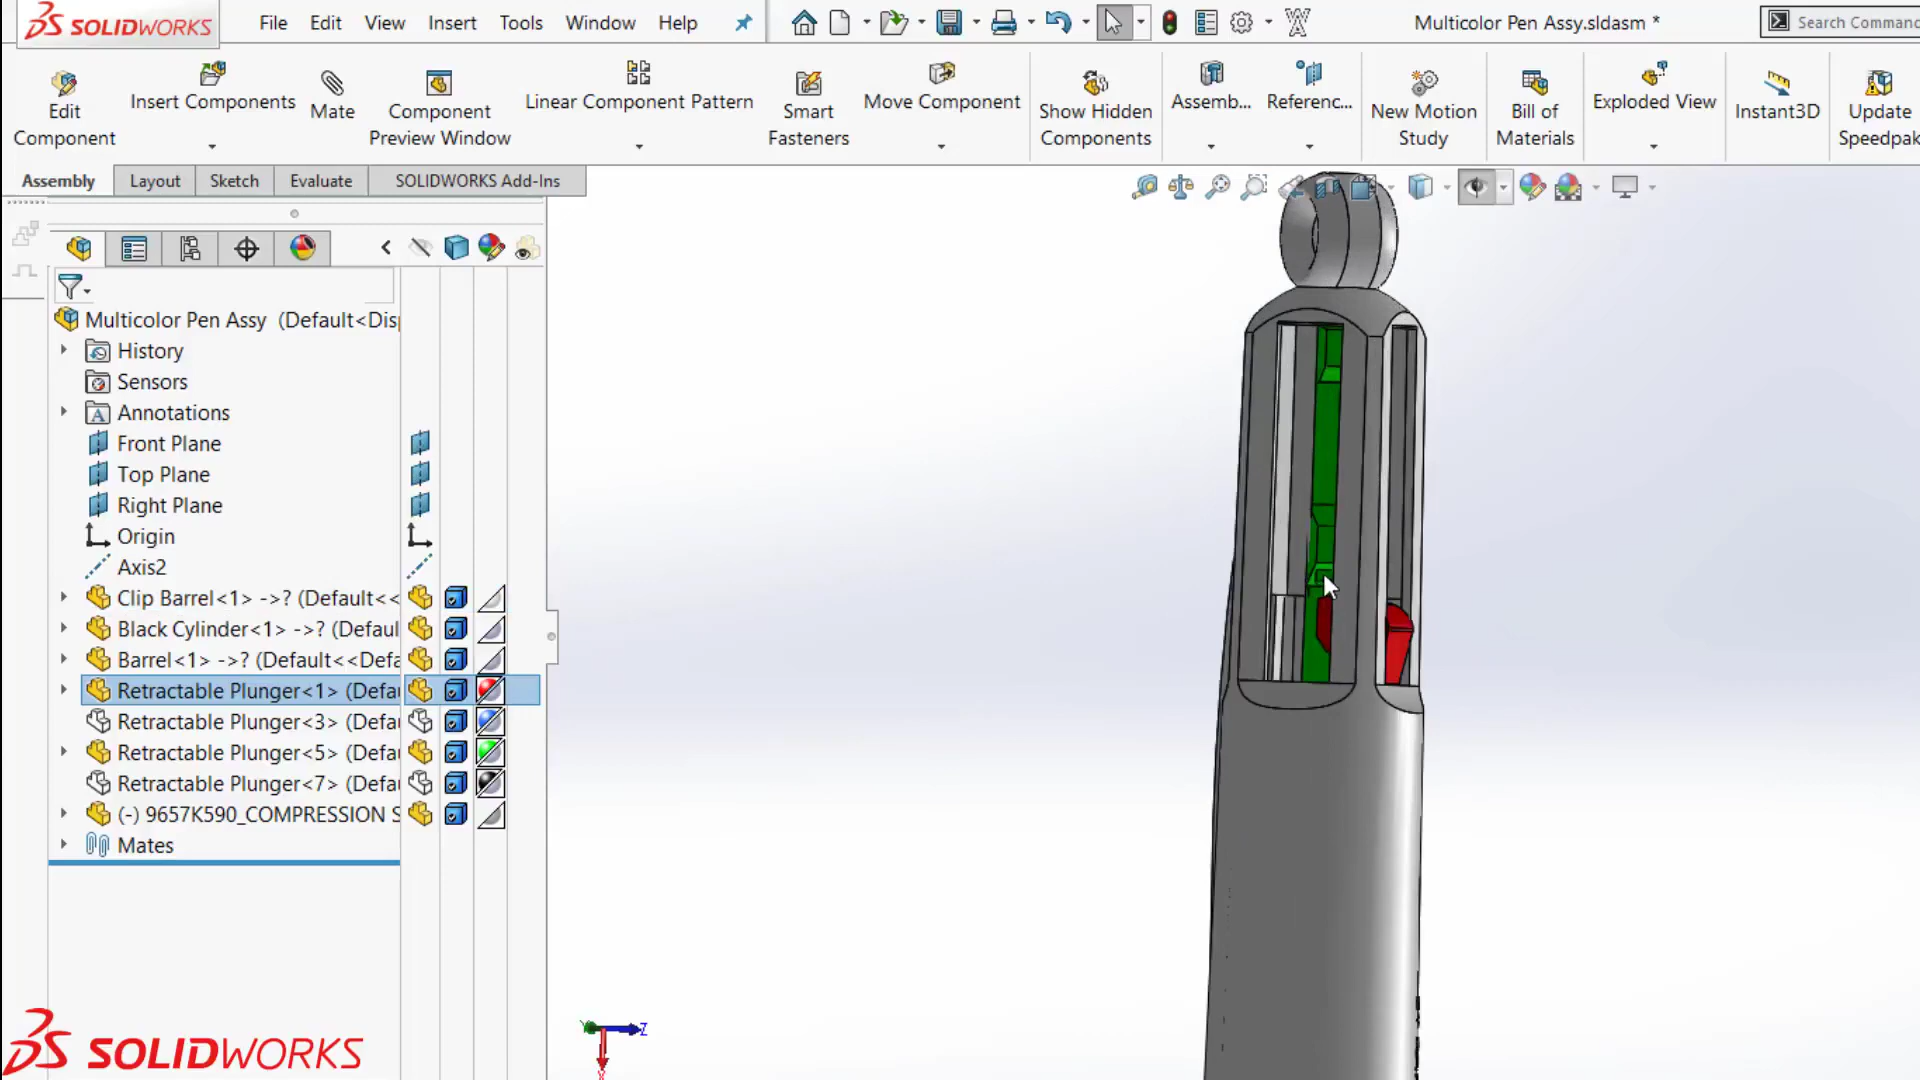 SOLIDWORKS
File Edit View Insert Tools Window Help
Multicolor Pen Assy.sldasm *
Search Comman
Edit Component
Insert Components
Mate
Component Preview Window
Linear Component Pattern
Smart Fasteners
Move Component
Show Hidden Components
Assemb...
Referenc...
New Motion Study
Bill of Materials
Exploded View
Instant3D
Update Speedpak
Assembly Layout Sketch Evaluate SOLIDWORKS Add-Ins
Multicolor Pen Assy (Default<Dis
History
Sensors
Annotations
Front Plane
Top Plane
Right Plane
Origin
Axis2
Clip Barrel<1> ->? (Default<<
Black Cylinder<1> ->? (Defaul
Barrel<1> ->? (Default<<Defa
Retractable Plunger<1> (Defa
Retractable Plunger<3> (Defa
Retractable Plunger<5> (Defa
Retractable Plunger<7> (Defa
(-) 9657K590_COMPRESSION S
Mates
Y
Z
X
SOLIDWORKS